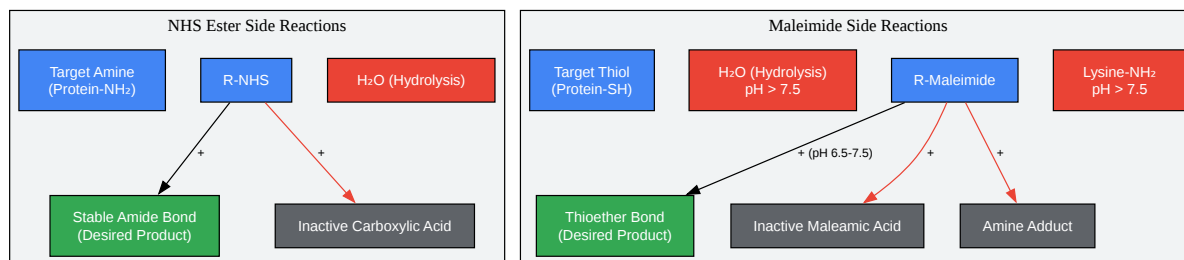 NHS Ester Side Reactions
Target Amine
(Protein-NH₂)
R-NHS
H₂O (Hydrolysis)
+
+
Stable Amide Bond
(Desired Product)
Inactive Carboxylic Acid
Maleimide Side Reactions
Target Thiol
(Protein-SH)
H₂O (Hydrolysis)
pH > 7.5
R-Maleimide
Lysine-NH₂
pH > 7.5
+ (pH 6.5-7.5)
+
+
Thioether Bond
(Desired Product)
Inactive Maleamic Acid
Amine Adduct